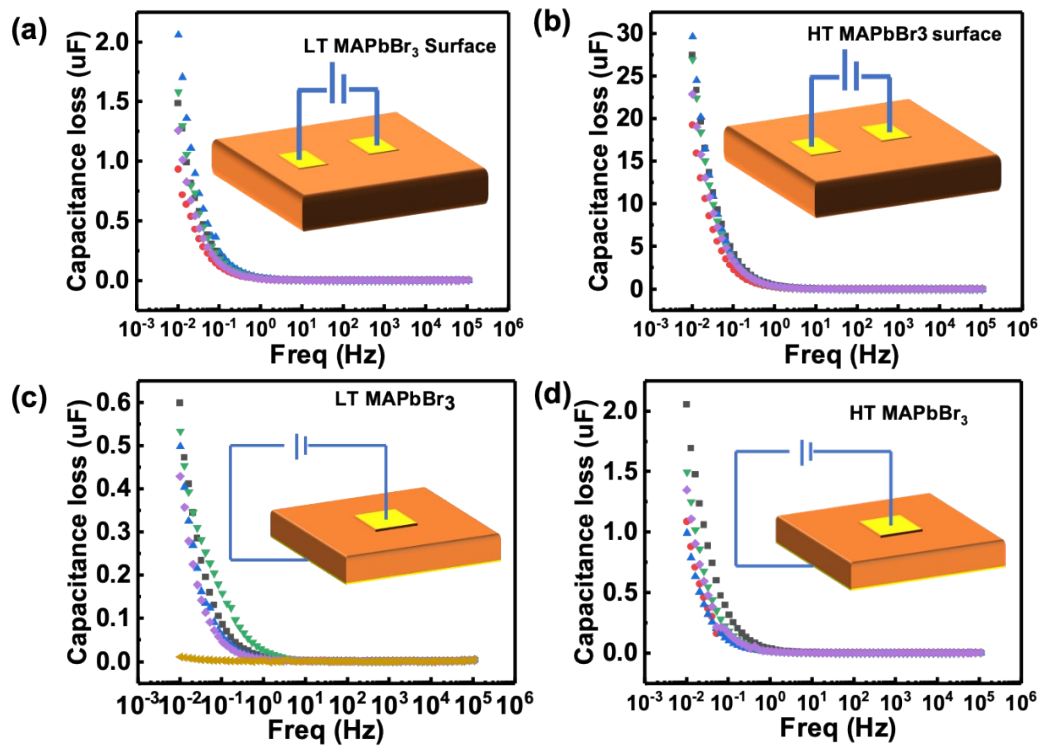 (a)
LT MAPbBr₃ Surface
Capacitance loss (uF)
2.0
1.5
1.0
0.5
0.0
10⁻³ 10⁻² 10⁻¹ 10⁰ 10¹ 10² 10³ 10⁴ 10⁵ 10⁶
Freq (Hz)
(b)
HT MAPbBr3 surface
Capacitance loss (uF)
30
25
20
15
10
5
0
10⁻³ 10⁻² 10⁻¹ 10⁰ 10¹ 10² 10³ 10⁴ 10⁵ 10⁶
Freq (Hz)
(c)
LT MAPbBr₃
Capacitance loss (uF)
0.6
0.5
0.4
0.3
0.2
0.1
0.0
10⁻³ 10⁻² 10⁻¹ 10⁰ 10¹ 10² 10³ 10⁴ 10⁵ 10⁶
Freq (Hz)
(d)
HT MAPbBr₃
Capacitance loss (uF)
2.0
1.5
1.0
0.5
0.0
10⁻³ 10⁻² 10⁻¹ 10⁰ 10¹ 10² 10³ 10⁴ 10⁵ 10⁶
Freq (Hz)